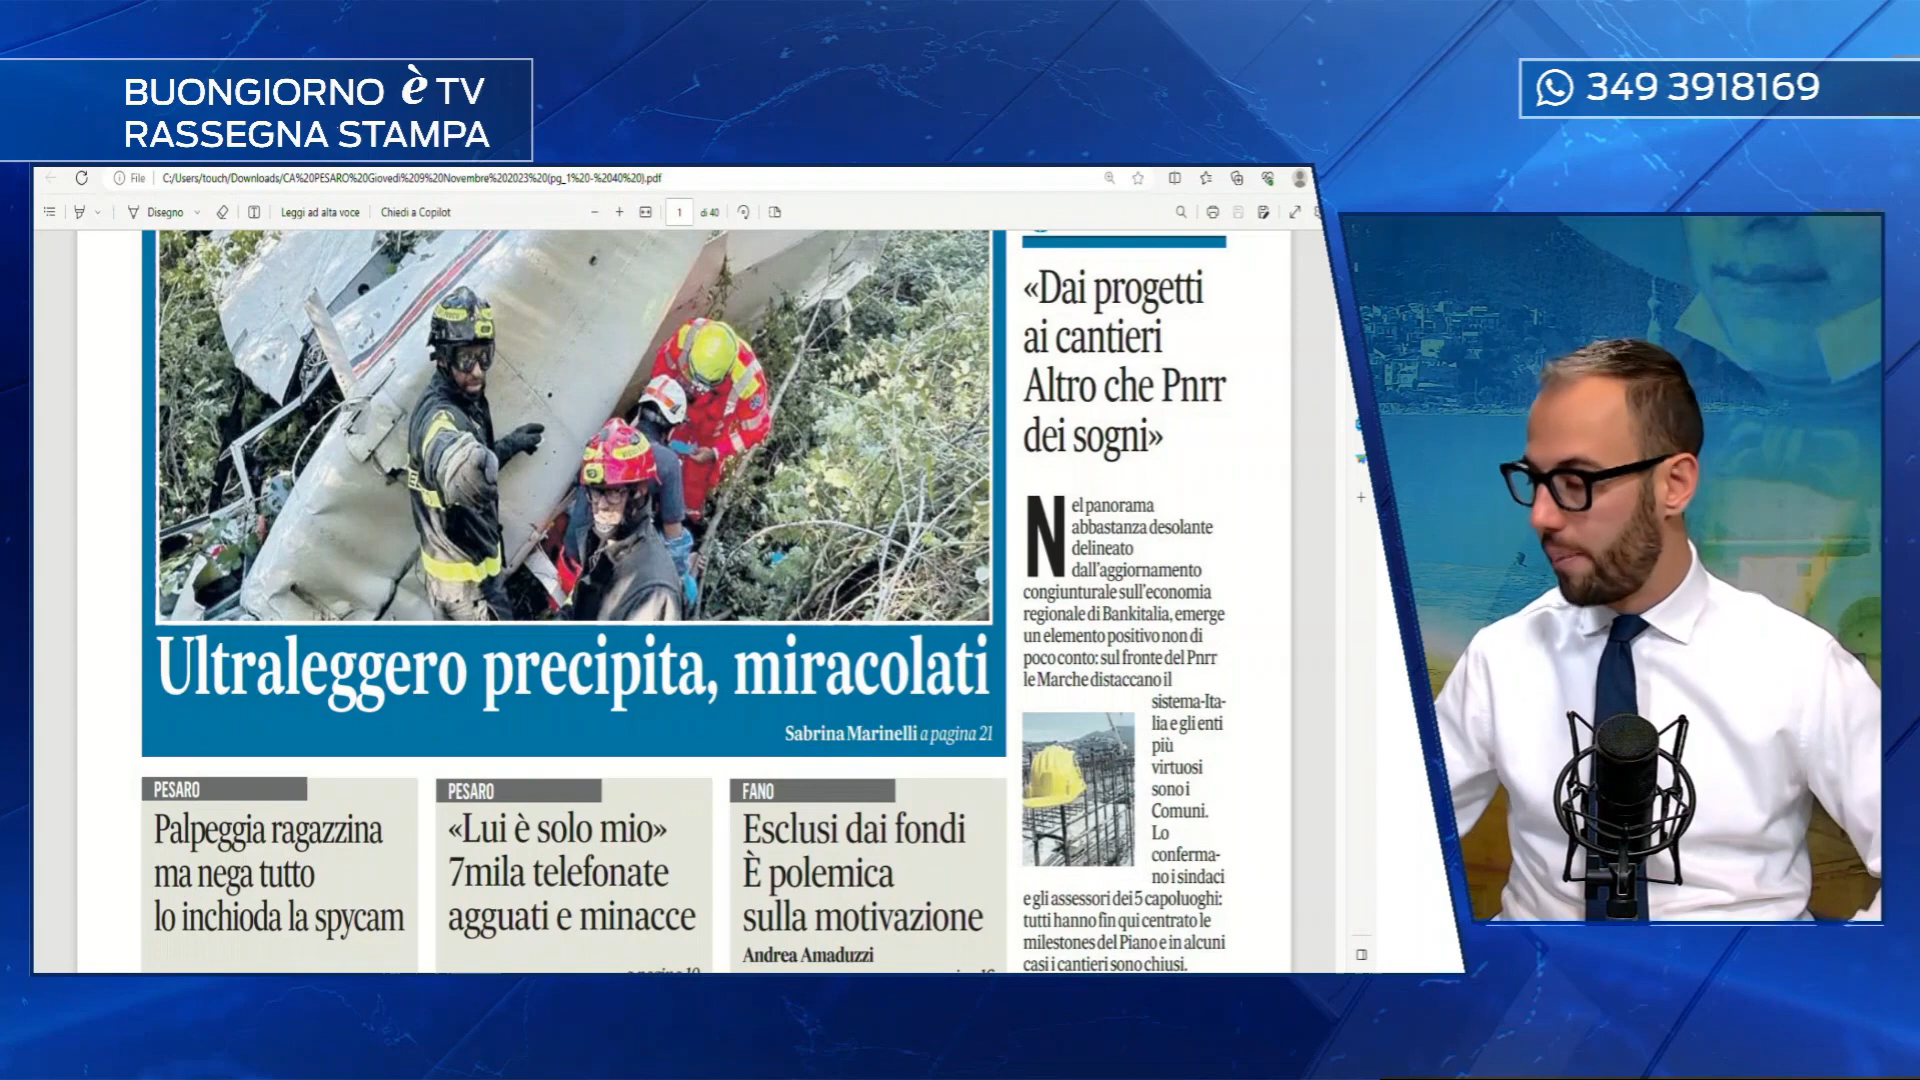 BUONGIORNO è TV
RASSEGNA STAMPA
349 3918169
File
C:/Users/touch/Downloads/CA%20PESARO%20Giovedì%209%20Novembre%202023%20(pg_1%20-%2040%20).pdf
Disegno
Leggi ad alta voce
Chiedi a Copilot
1
di 40
Ultraleggero precipita, miracolati
Sabrina Marinelli a pagina 21
PESARO
Palpeggia ragazzina
ma nega tutto
lo inchioda la spycam
PESARO
«Lui è solo mio»
7mila telefonate
agguati e minacce
FANO
Esclusi dai fondi
È polemica
sulla motivazione
Andrea Amaduzzi
«Dai progetti
ai cantieri
Altro che Pnrr
dei sogni»
Nel panorama
abbastanza desolante
delineato
dall'aggiornamento
congiunturale sull'economia
regionale di Bankitalia, emerge
un elemento positivo non di
poco conto: sul fronte del Pnrr
le Marche distaccano il
sistema-Ita-
lia e gli enti
più
virtuosi
sono i
Comuni.
Lo
conferma-
no i sindaci
e gli assessori dei 5 capoluoghi:
tutti hanno fin qui centrato le
milestones del Piano e in alcuni
casi i cantieri sono chiusi.